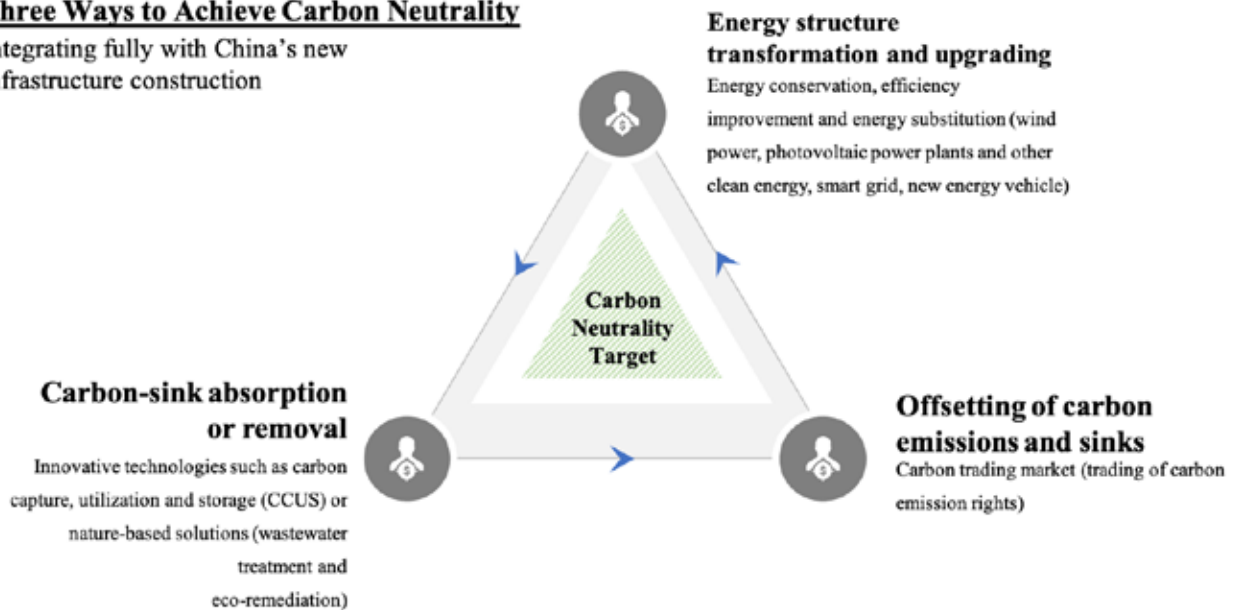 hree Ways to Achieve Carbon Neutrality
ntegrating fully with China's new
frastructure construction
Energy structure
transformation and upgrading
Energy conservation, efficiency
improvement and energy substitution (wind
power, photovoltaic power plants and other
clean energy, smart grid, new energy vehicle)
Carbon
Neutrality
Target
Carbon-sink absorption
or removal
Innovative technologies such as carbon
capture, utilization and storage (CCUS) or
nature-based solutions (wastewater
treatment and
eco-remediation)
Offsetting of carbon
emissions and sinks
Carbon trading market (trading of carbon
emission rights)